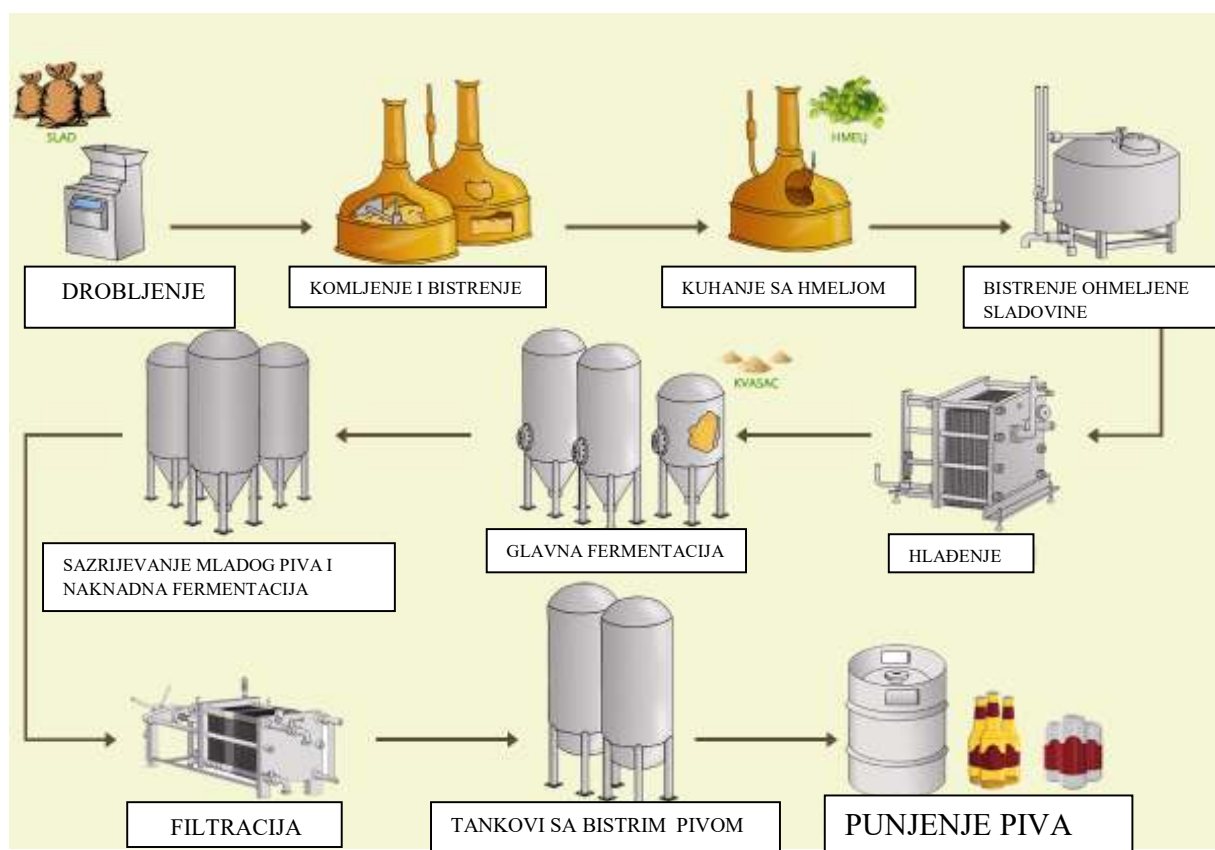 SLAD
HMELJ
DROBLJENJE
KOMLJENJE I BISTRENJE
KUHANJE SA HMELJOM
BISTRENJE OHMELJENE
SLADOVINE
KVASAC
SAZRIJEVANJE MLADOG PIVA I
NAKNADNA FERMENTACIJA
GLAVNA FERMENTACIJA
HLAĐENJE
FILTRACIJA
TANKOVI SA BISTRIM PIVOM
PUNJENJE PIVA